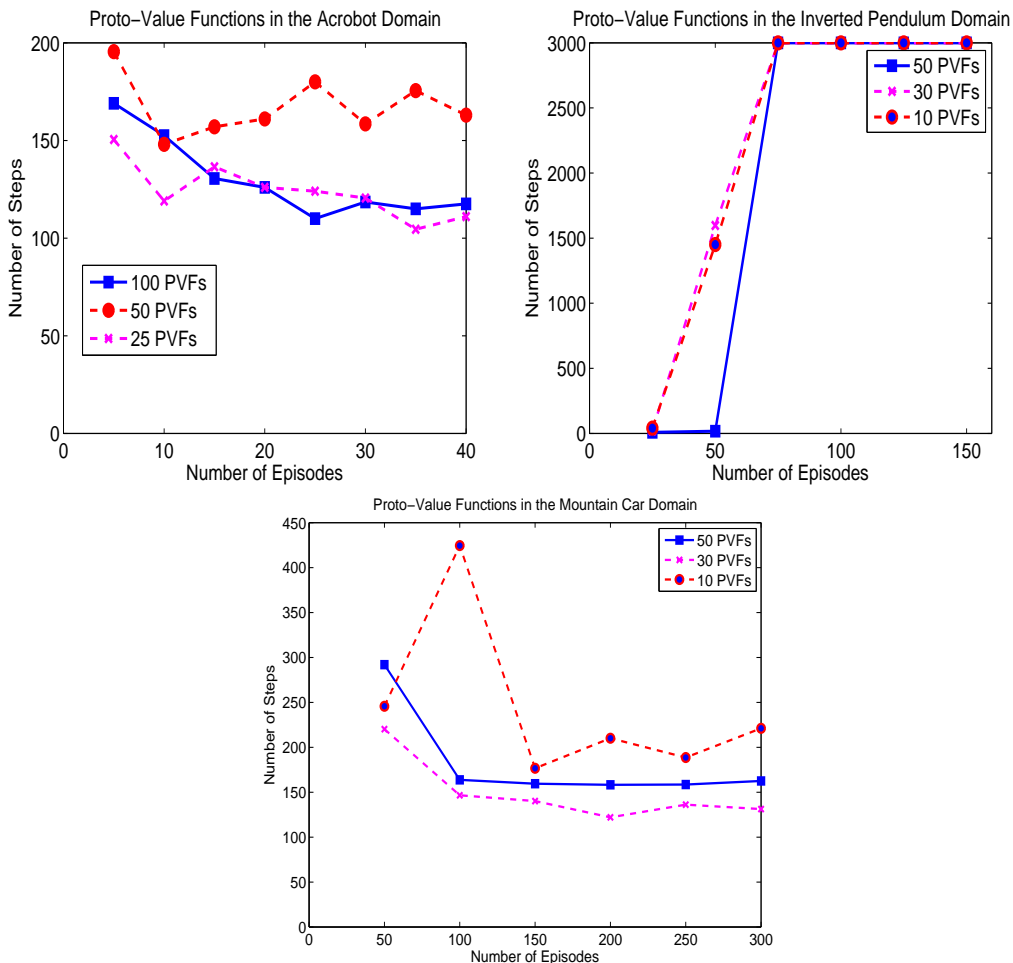 Proto-Value Functions in the Acrobot Domain
200
150
100
50
0
0
10
20
30
40
Number of Steps
Number of Episodes
100 PVFs
50 PVFs
25 PVFs
Proto-Value Functions in the Inverted Pendulum Domain
3000
2500
2000
1500
1000
500
0
0
50
100
150
Number of Steps
Number of Episodes
50 PVFs
30 PVFs
10 PVFs
Proto-Value Functions in the Mountain Car Domain
450
400
350
300
250
200
150
100
50
0
0
50
100
150
200
250
300
Number of Steps
Number of Episodes
50 PVFs
30 PVFs
10 PVFs